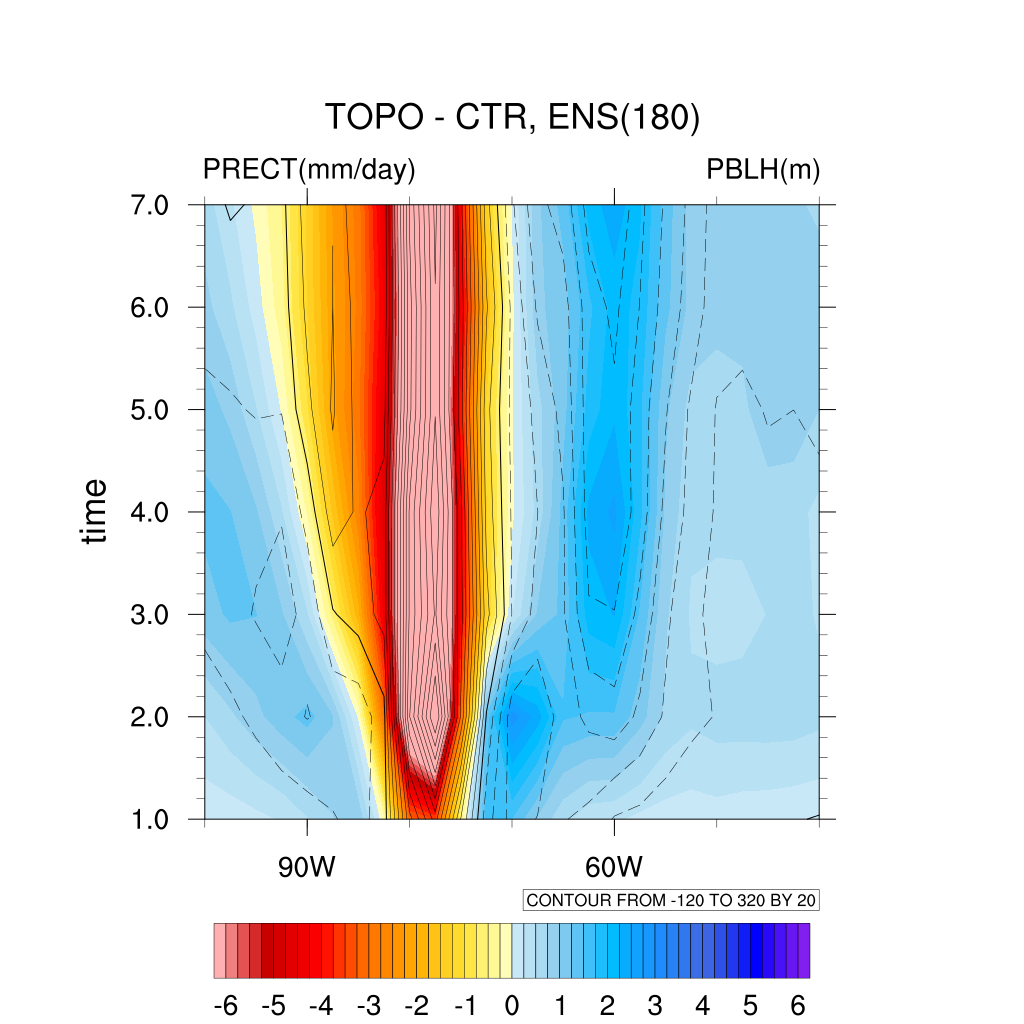 TOPO - CTR, ENS(180)
PRECT(mm/day) PBLH(m)
7.0
6.0
5.0
4.0
3.0
2.0
1.0
time
90W 60W
CONTOUR FROM -120 TO 320 BY 20
-6 -5 -4 -3 -2 -1 0 1 2 3 4 5 6